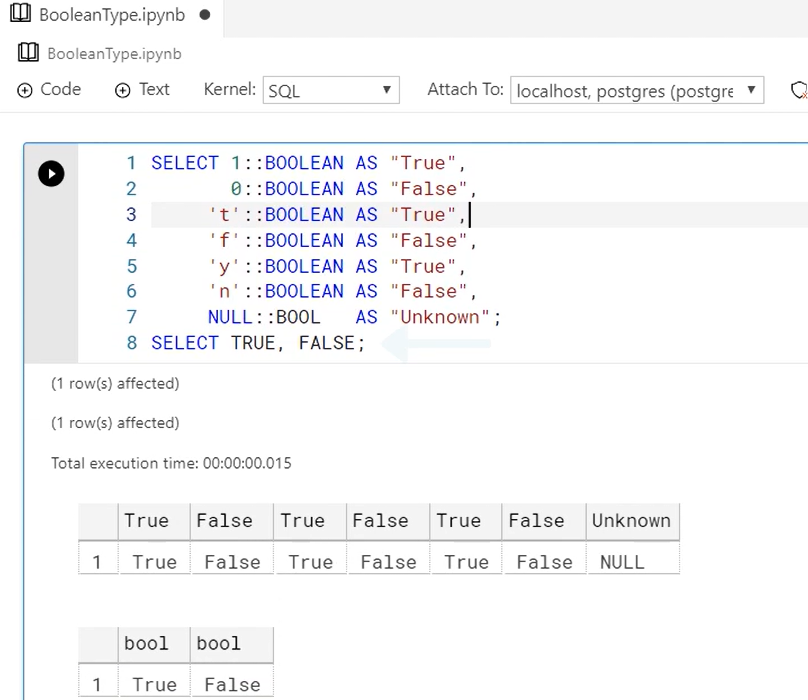 BooleanType.ipynb
BooleanType.ipynb
Code Text Kernel: SQL Attach To: localhost, postgres (postgre
1 SELECT 1::BOOLEAN AS "True",
2 0::BOOLEAN AS "False",
3 't'::BOOLEAN AS "True",
4 'f'::BOOLEAN AS "False",
5 'y'::BOOLEAN AS "True",
6 'n'::BOOLEAN AS "False",
7 NULL::BOOL AS "Unknown";
8 SELECT TRUE, FALSE;
(1 row(s) affected)
(1 row(s) affected)
Total execution time: 00:00:00.015
True False True False True False Unknown
1 True False True False True False NULL
bool bool
1 True False